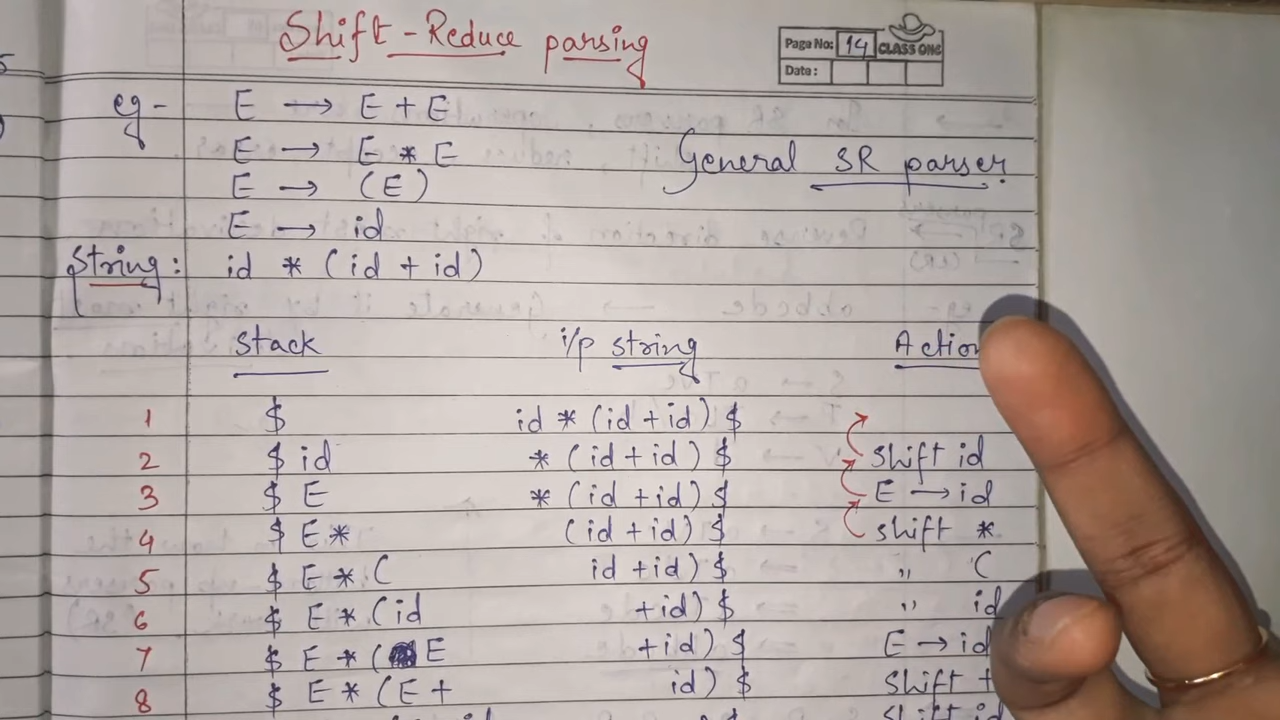 Shift-Reduce parsing
Page No: 14 CLASS ONE
Date:
eg- E → E + E
E → E * E
General SR parser
E → (E)
E → id
String: id * (id + id)
Stack i/p string Action
1 $ id * (id + id) $
2 $ id * (id + id) $ shift id
3 $ E * (id + id) $ E → id
4 $ E * (id + id) $ shift *
5 $ E * ( id + id) $ " (
6 $ E * (id + id) $ " id
7 $ E * (E + id) $ E → id
8 $ E * (E + id) $ shift +
shift id